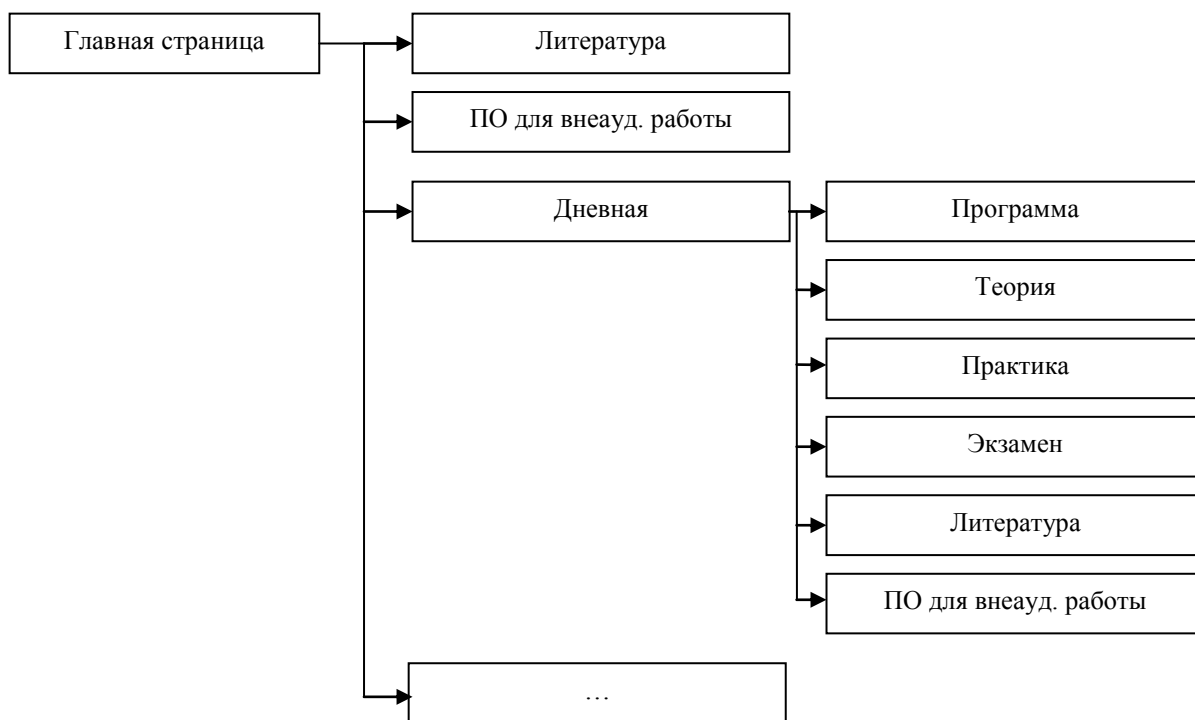 Главная страница
Литература
ПО для внеауд. работы
Дневная
Программа
Теория
Практика
Экзамен
Литература
ПО для внеауд. работы
…